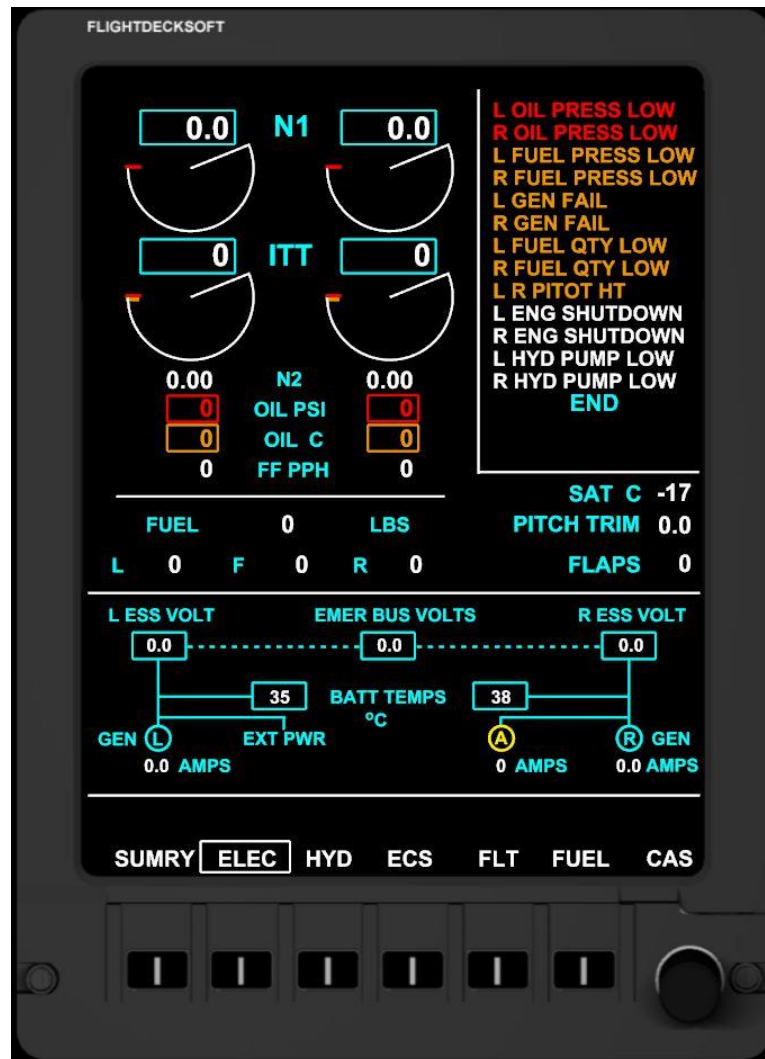 FLIGHTDECKSOFT
0.0 N1 0.0
0 ITT 0
0.00 N2 0.00
0 OIL PSI 0
0 OIL C 0
0 FF PPH 0
L OIL PRESS LOW
R OIL PRESS LOW
L FUEL PRESS LOW
R FUEL PRESS LOW
L GEN FAIL
R GEN FAIL
L FUEL QTY LOW
R FUEL QTY LOW
L R PITOT HT
L ENG SHUTDOWN
R ENG SHUTDOWN
L HYD PUMP LOW
R HYD PUMP LOW
END
FUEL 0 LBS
L 0 F 0 R 0
SAT C -17
PITCH TRIM 0.0
FLAPS 0
L ESS VOLT EMER BUS VOLTS R ESS VOLT
0.0 0.0 0.0
35 BATT TEMPS 38
ºC
GEN L EXT PWR A R GEN
0.0 AMPS 0 AMPS 0.0 AMPS
SUMRY ELEC HYD ECS FLT FUEL CAS